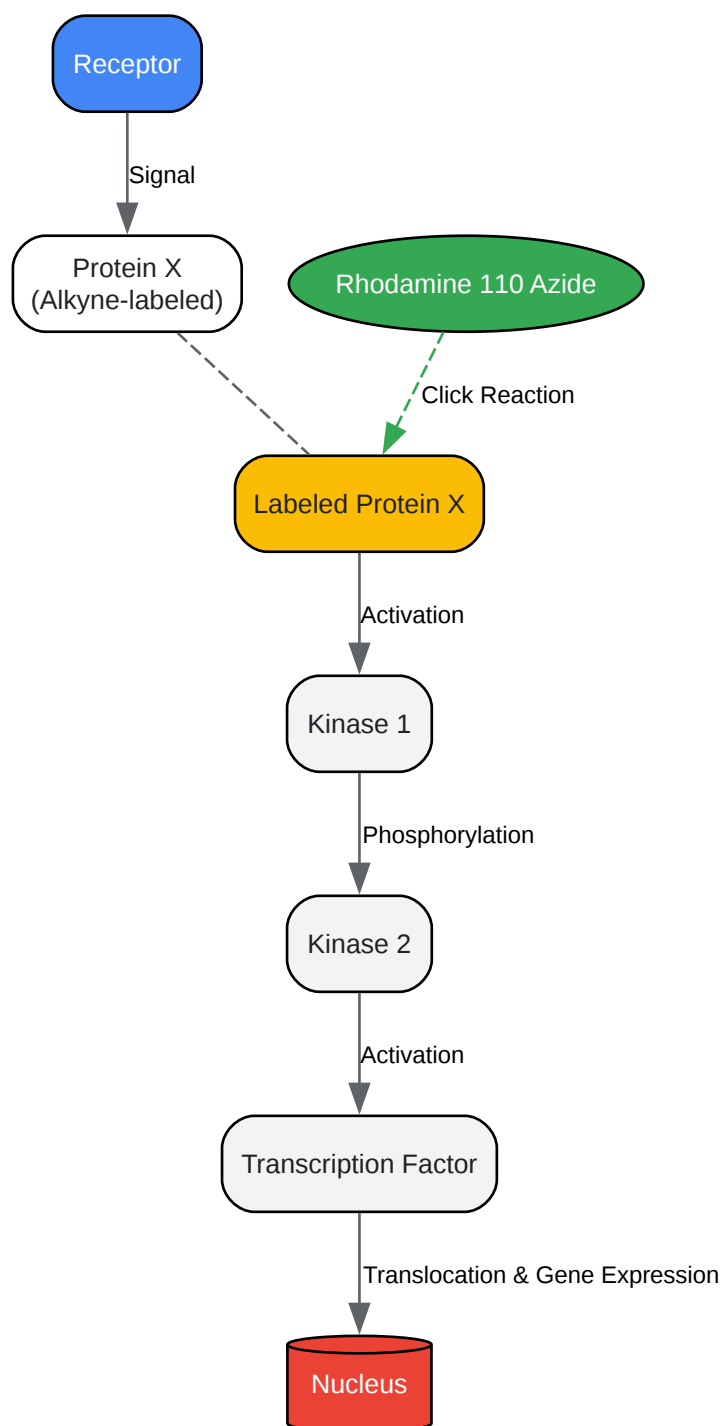 Receptor
Signal
Protein X
(Alkyne-labeled)
Rhodamine 110 Azide
Click Reaction
Labeled Protein X
Activation
Kinase 1
Phosphorylation
Kinase 2
Activation
Transcription Factor
Translocation & Gene Expression
Nucleus